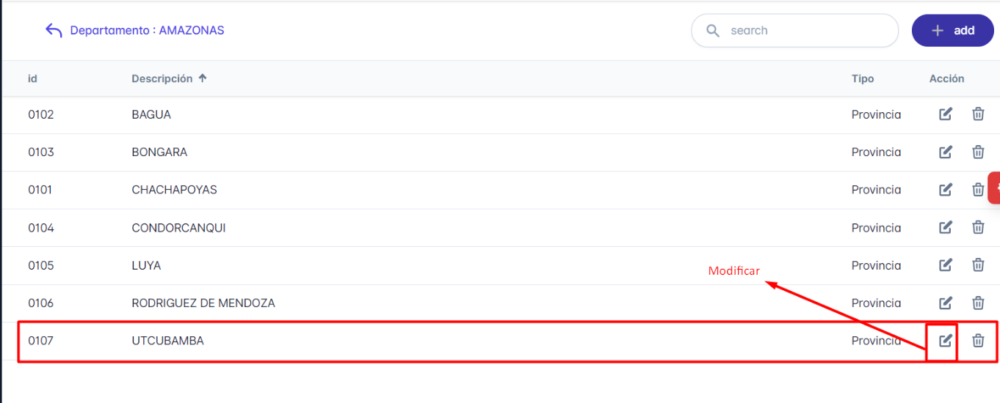 Departamento : AMAZONAS search add
id Descripción Tipo Acción
0102 BAGUA Provincia
0103 BONGARA Provincia
0101 CHACHAPOYAS Provincia
0104 CONDORCANQUI Provincia
0105 LUYA Provincia
Modificar
0106 RODRIGUEZ DE MENDOZA Provincia
0107 UTCUBAMBA Provincia